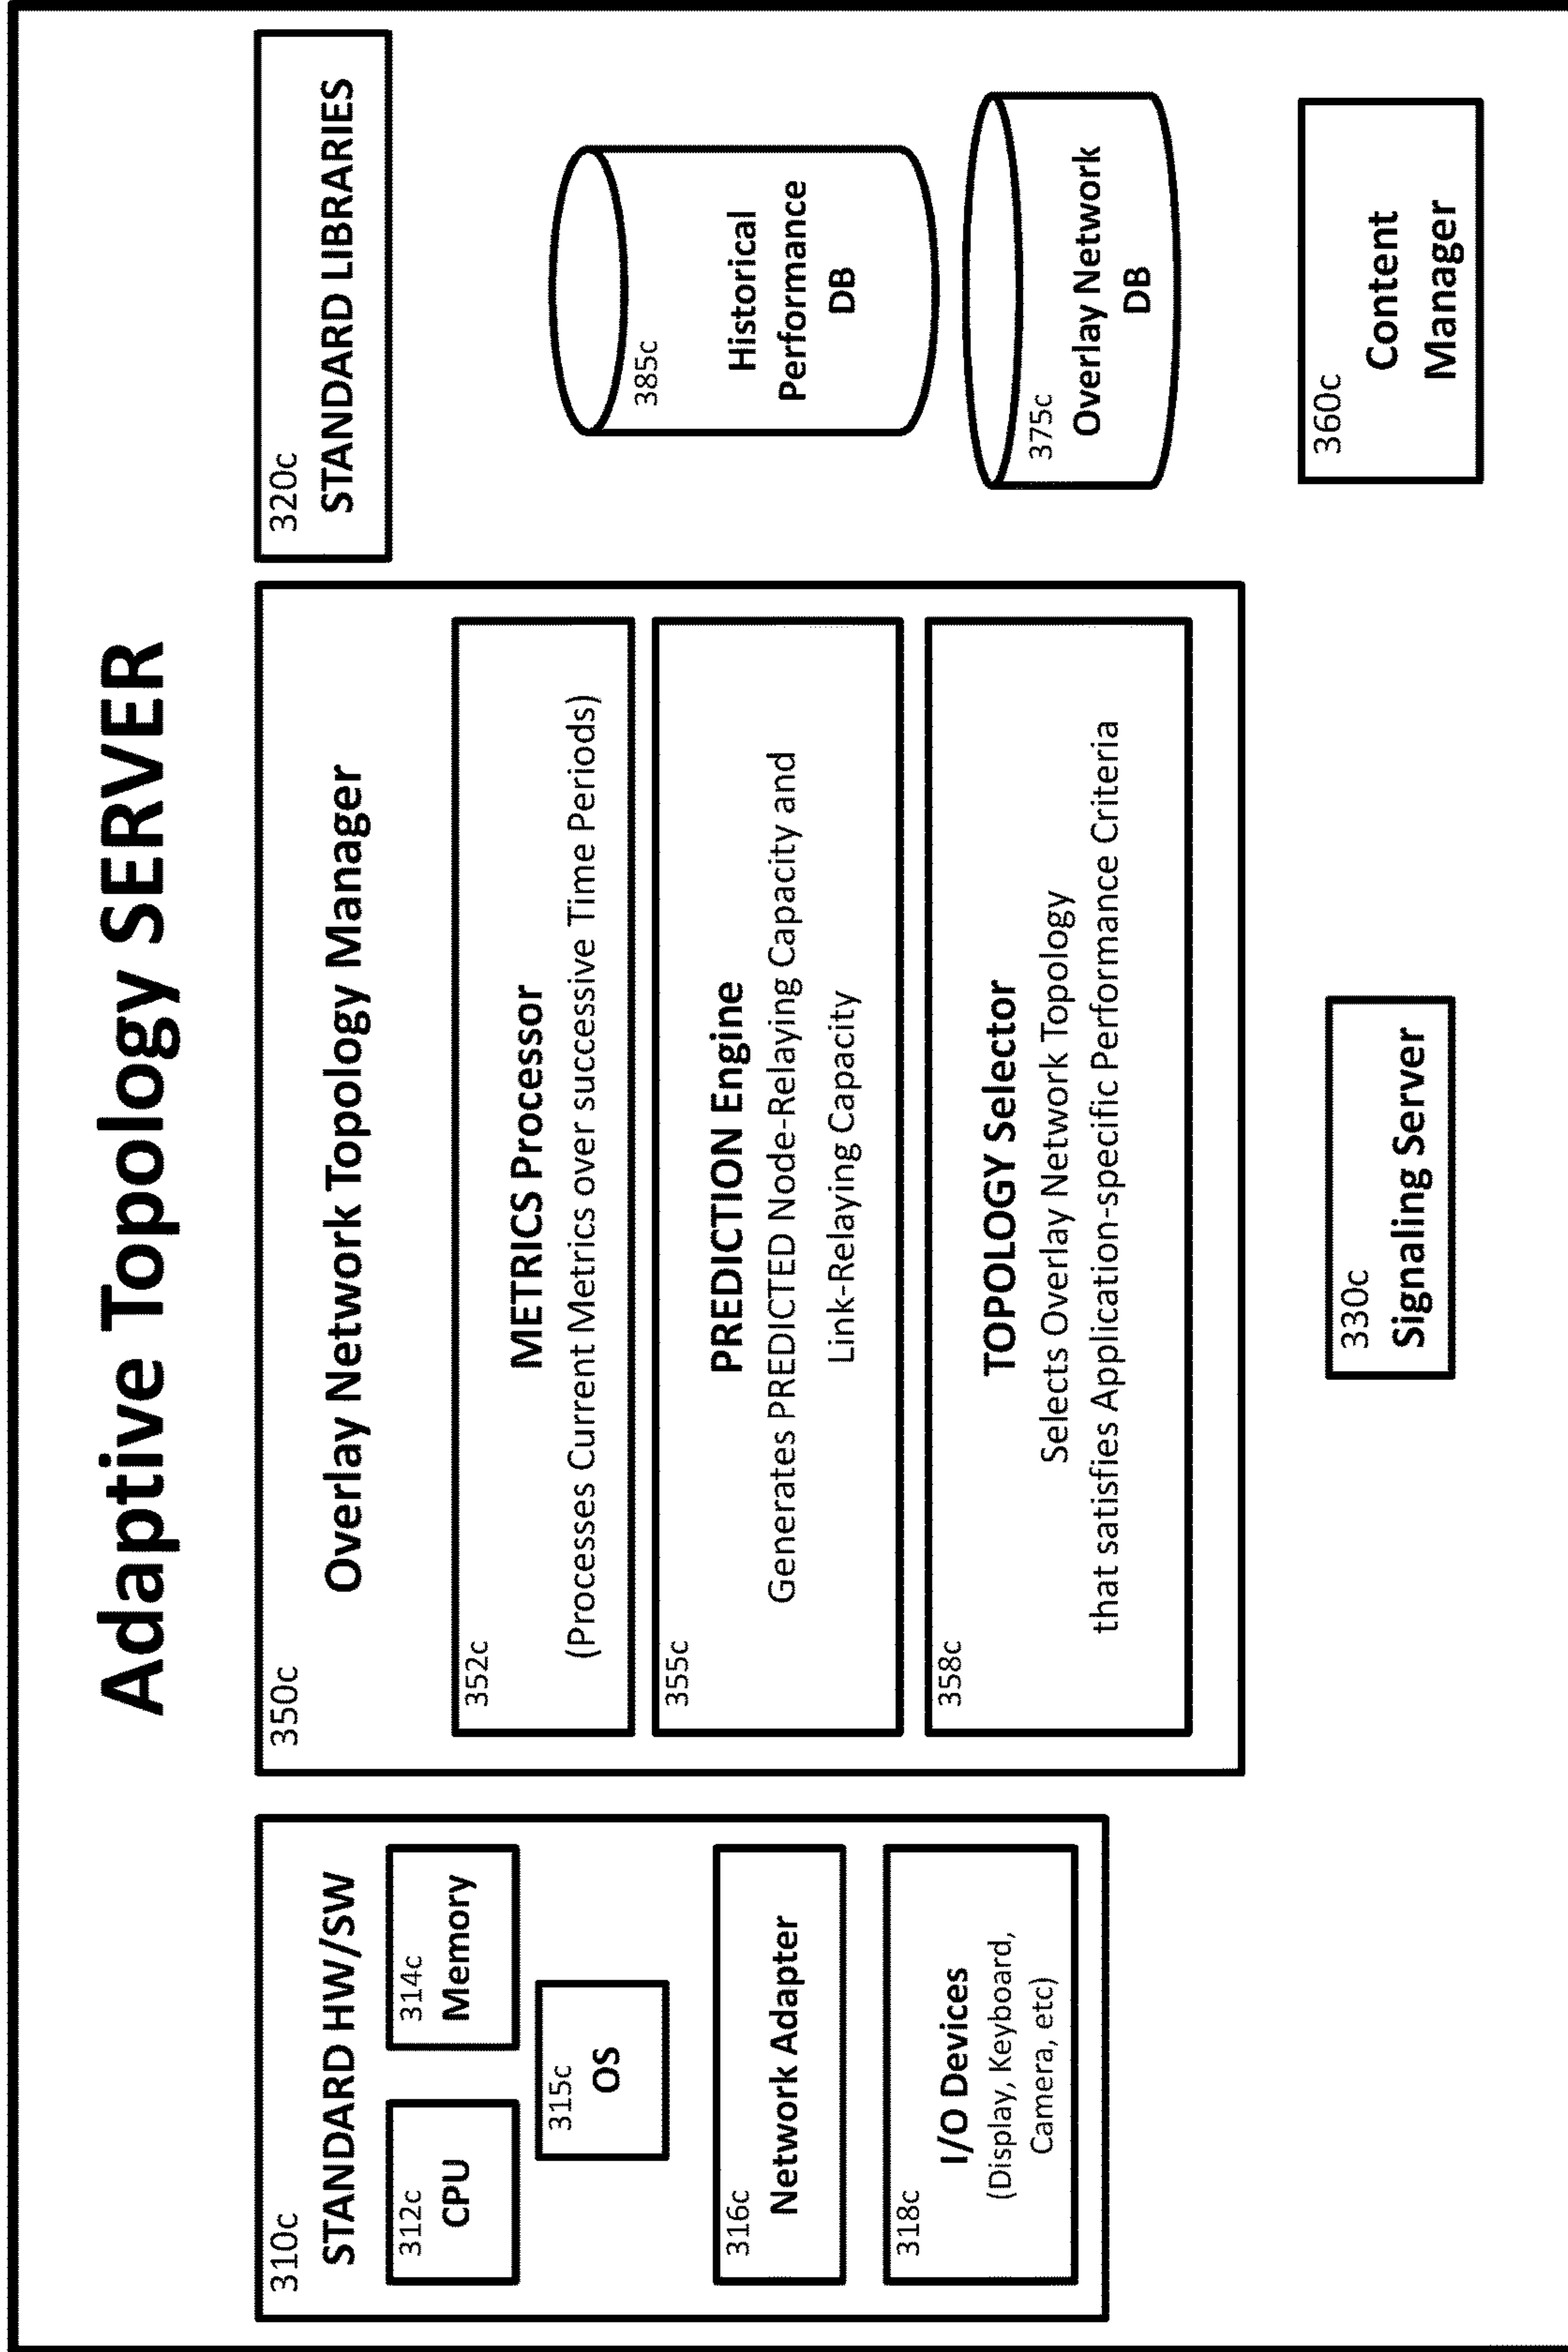 Adaptive Topology SERVER
310c
STANDARD HW/SW
312c
CPU
314c
Memory
315c
OS
316c
Network Adapter
318c
I/O Devices
(Display, Keyboard,
Camera, etc)
350c
Overlay Network Topology Manager
352c
METRICS Processor
(Processes Current Metrics over successive Time Periods)
355c
PREDICTION Engine
Generates PREDICTED Node-Relaying Capacity and
Link-Relaying Capacity
358c
TOPOLOGY Selector
Selects Overlay Network Topology
that satisfies Application-specific Performance Criteria
330c
Signaling Server
320c
STANDARD LIBRARIES
385c
Historical
Performance
DB
375c
Overlay Network
DB
360c
Content
Manager